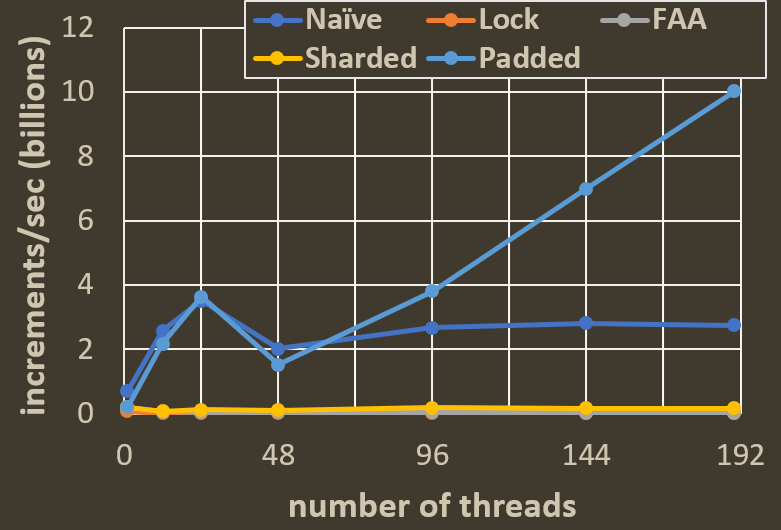 Naïve Lock FAA
Sharded Padded
12
10
8
6
4
2
0
increments/sec (billions)
0 48 96 144 192
number of threads